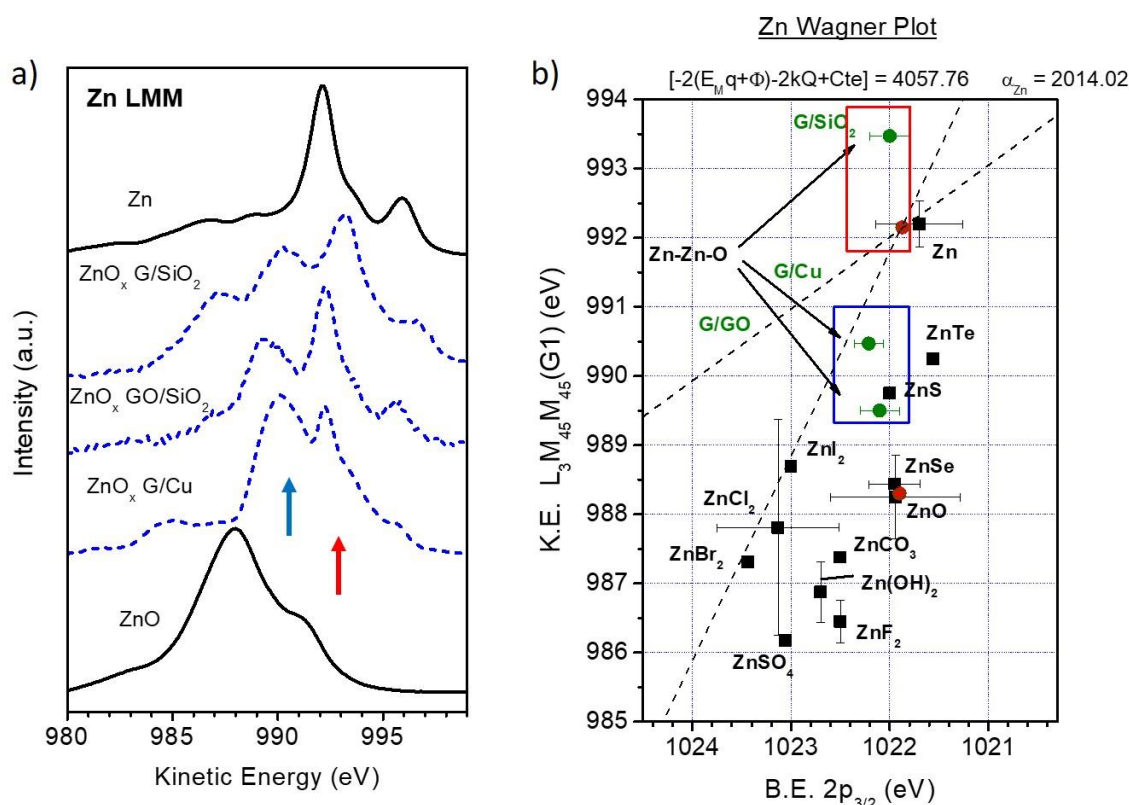 a)
Zn LMM
Zn
ZnOₓ G/SiO₂
ZnOₓ GO/SiO₂
ZnOₓ G/Cu
ZnO
Intensity (a.u.)
980 985 990 995
Kinetic Energy (eV)
Zn Wagner Plot
b)
[-2(E_M q+Φ)-2kQ+Cte] = 4057.76 α_Zn = 2014.02
994
993
992
991
990
989
988
987
986
985
K.E. L₃M₄₅M₄₅(G1) (eV)
G/SiO₂
Zn
Zn-Zn-O
G/Cu
G/GO
ZnTe
ZnS
ZnI₂
ZnSe
ZnCl₂
ZnO
ZnBr₂
ZnCO₃
Zn(OH)₂
ZnF₂
ZnSO₄
1024 1023 1022 1021
B.E. 2p₃/₂ (eV)